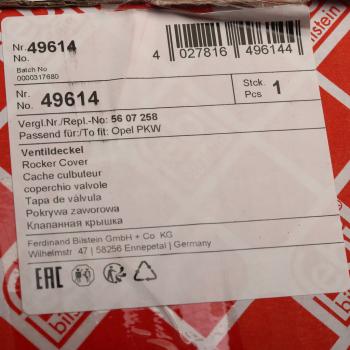 Nr. 49614
No.
Batch No
0000317680
4 027816 496144
Nr.
No. 49614
Stck.
Pcs 1
Vergl.Nr./Repl.-No: 56 07 258
Passend für:/To fit: Opel PKW
Ventildeckel
Rocker Cover
Cache culbuteur
coperchio valvole
Tapa de válvula
Pokrywa zaworowa
Клапанная крышка
Ferdinand Bilstein GmbH + Co. KG
Wilhelmstr. 47 | 58256 Ennepetal | Germany
EAC
bilstein